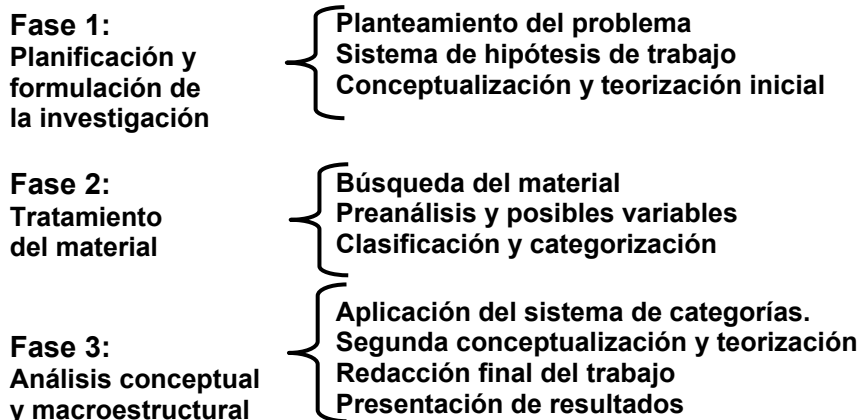 Fase 1:
Planificación y
formulación de
la investigación
Planteamiento del problema
Sistema de hipótesis de trabajo
Conceptualización y teorización inicial
Fase 2:
Tratamiento
del material
Búsqueda del material
Preanálisis y posibles variables
Clasificación y categorización
Fase 3:
Análisis conceptual
y macroestructural
Aplicación del sistema de categorías.
Segunda conceptualización y teorización
Redacción final del trabajo
Presentación de resultados